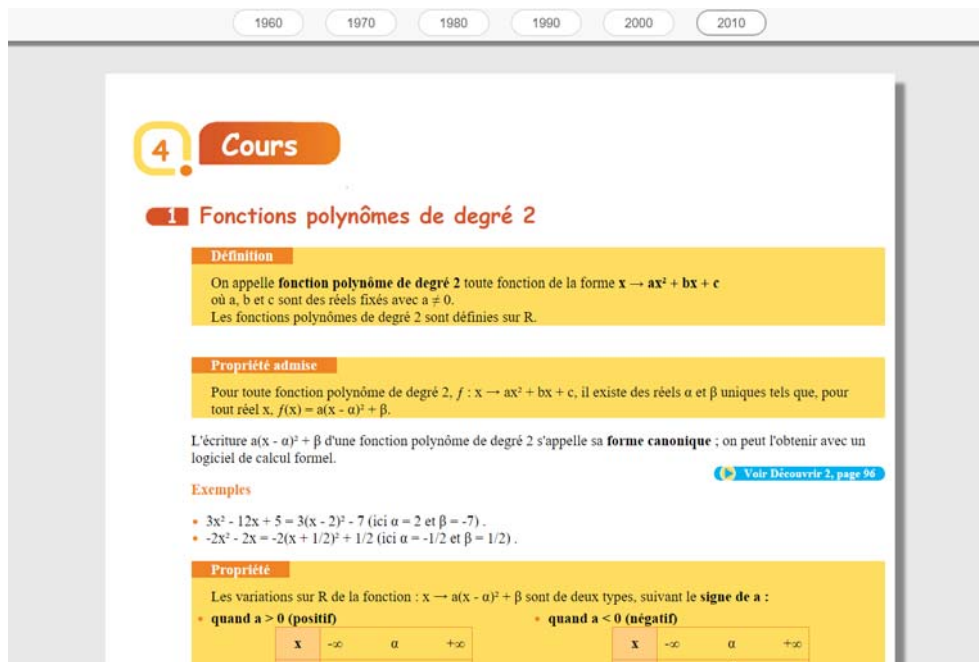 1960 1970 1980 1990 2000 2010
4 Cours
1 Fonctions polynômes de degré 2
Définition
On appelle fonction polynôme de degré 2 toute fonction de la forme x → ax² + bx + c
où a, b et c sont des réels fixés avec a ≠ 0.
Les fonctions polynômes de degré 2 sont définies sur R.
Propriété admise
Pour toute fonction polynôme de degré 2, f : x → ax² + bx + c, il existe des réels α et β uniques tels que, pour
tout réel x, f(x) = a(x - α)² + β.
L'écriture a(x - α)² + β d'une fonction polynôme de degré 2 s'appelle sa forme canonique ; on peut l'obtenir avec un
logiciel de calcul formel.
Voir Découvrir 2, page 96
Exemples
• 3x² - 12x + 5 = 3(x - 2)² - 7 (ici α = 2 et β = -7) .
• -2x² - 2x = -2(x + 1/2)² + 1/2 (ici α = -1/2 et β = 1/2) .
Propriété
Les variations sur R de la fonction : x → a(x - α)² + β sont de deux types, suivant le signe de a :
• quand a > 0 (positif) • quand a < 0 (négatif)
x -∞ α +∞ x -∞ α +∞